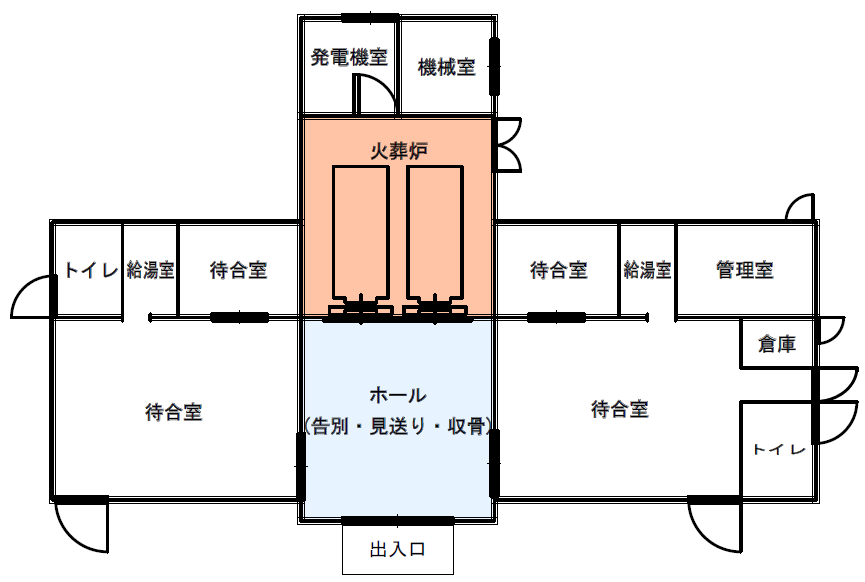 発電機室
機械室
火葬炉
トイレ
給湯室
待合室
待合室
給湯室
管理室
倉庫
待合室
ホール
(告別・見送り・収骨)
待合室
トイレ
出入口